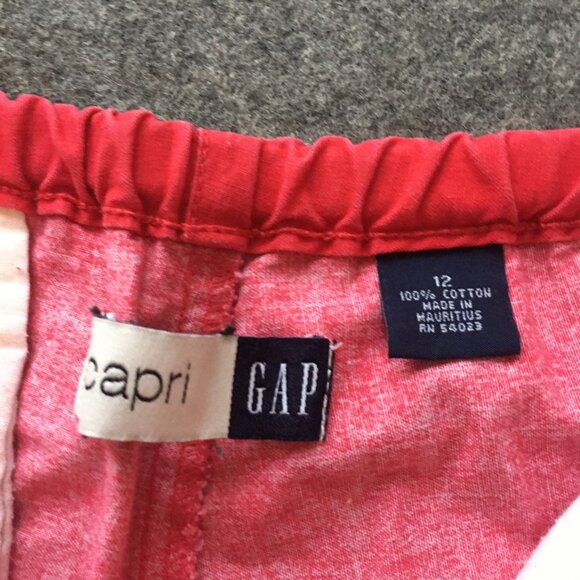 12
100% COTTON
MADE IN
MAURITIUS
RN 54023
capri GAP